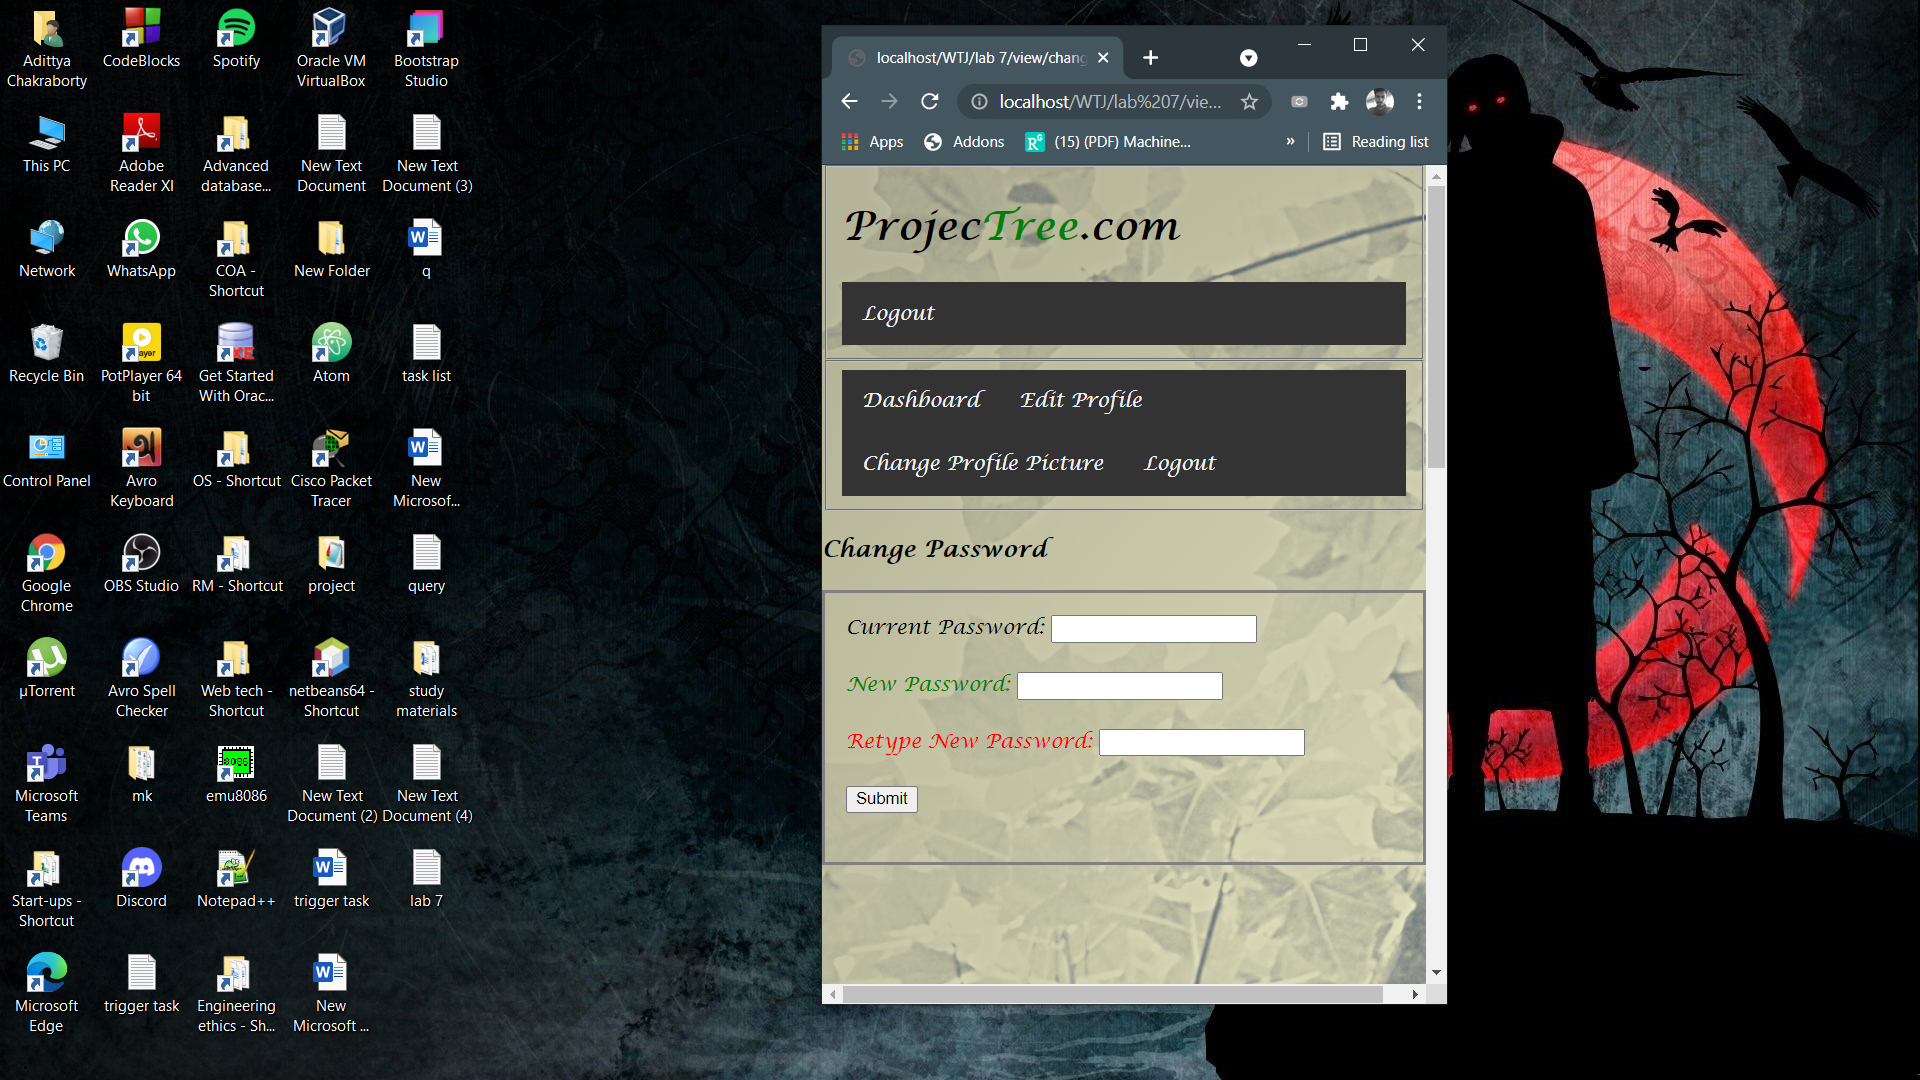 Adittya
Chakraborty
CodeBlocks
Spotify
Oracle VM
VirtualBox
Bootstrap
Studio
This PC
Adobe
Reader XI
Advanced
database...
New Text
Document
New Text
Document (3)
Network
WhatsApp
COA -
Shortcut
New Folder
q
Recycle Bin
PotPlayer 64
bit
Get Started
With Orac...
Atom
task list
Control Panel
Avro
Keyboard
OS - Shortcut
Cisco Packet
Tracer
New
Microsof...
Google
Chrome
OBS Studio
RM - Shortcut
project
query
µTorrent
Avro Spell
Checker
Web tech -
Shortcut
netbeans64 -
Shortcut
study
materials
Microsoft
Teams
mk
8086
emu8086
New Text
Document (2)
New Text
Document (4)
Start-ups -
Shortcut
Discord
Notepad++
trigger task
lab 7
Microsoft
Edge
trigger task
Engineering
ethics - Sh...
New
Microsoft ...
localhost/WTJ/lab 7/view/chang
localhost/WTJ/lab%207/vie...
Apps
Addons
(15) (PDF) Machine...
»
Reading list
ProjecTree.com
Logout
Dashboard Edit Profile
Change Profile Picture Logout
Change Password
Current Password:
New Password:
Retype New Password:
Submit